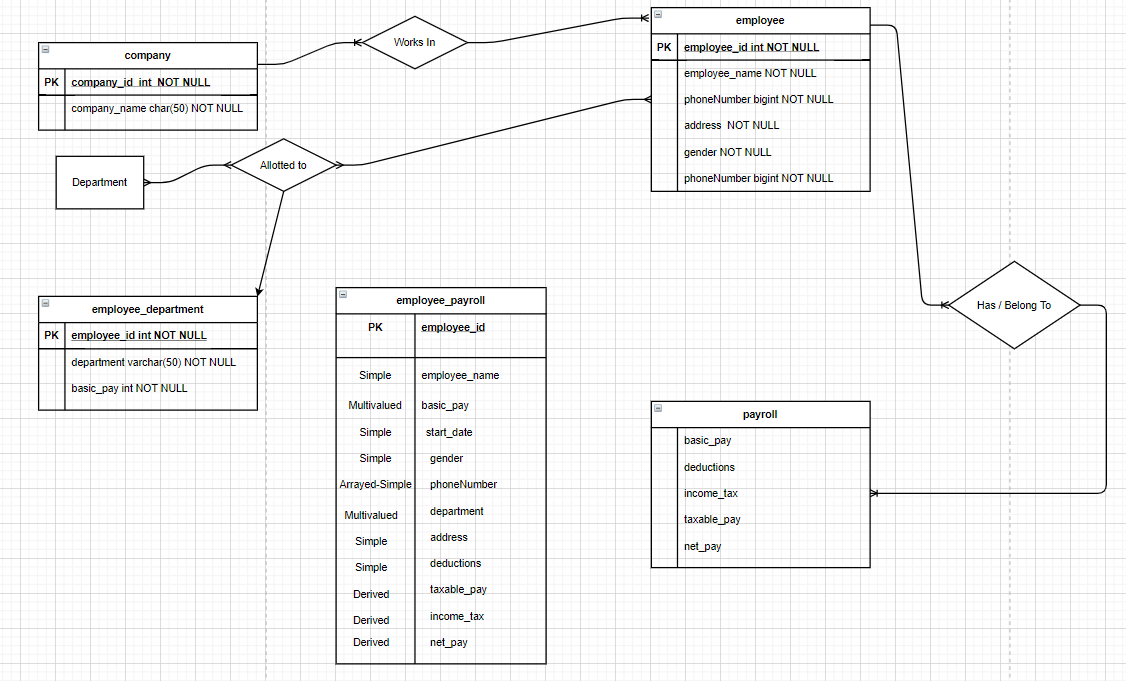 company
PK company_id int NOT NULL
company_name char(50) NOT NULL
Works In
employee
PK employee_id int NOT NULL
employee_name NOT NULL
phoneNumber bigint NOT NULL
address NOT NULL
gender NOT NULL
phoneNumber bigint NOT NULL
Department
Allotted to
Has / Belong To
employee_department
PK employee_id int NOT NULL
department varchar(50) NOT NULL
basic_pay int NOT NULL
employee_payroll
PK employee_id
Simple employee_name
Multivalued basic_pay
Simple start_date
Simple gender
Arrayed-Simple phoneNumber
Multivalued department
Simple address
Simple deductions
Derived taxable_pay
Derived income_tax
Derived net_pay
payroll
basic_pay
deductions
income_tax
taxable_pay
net_pay